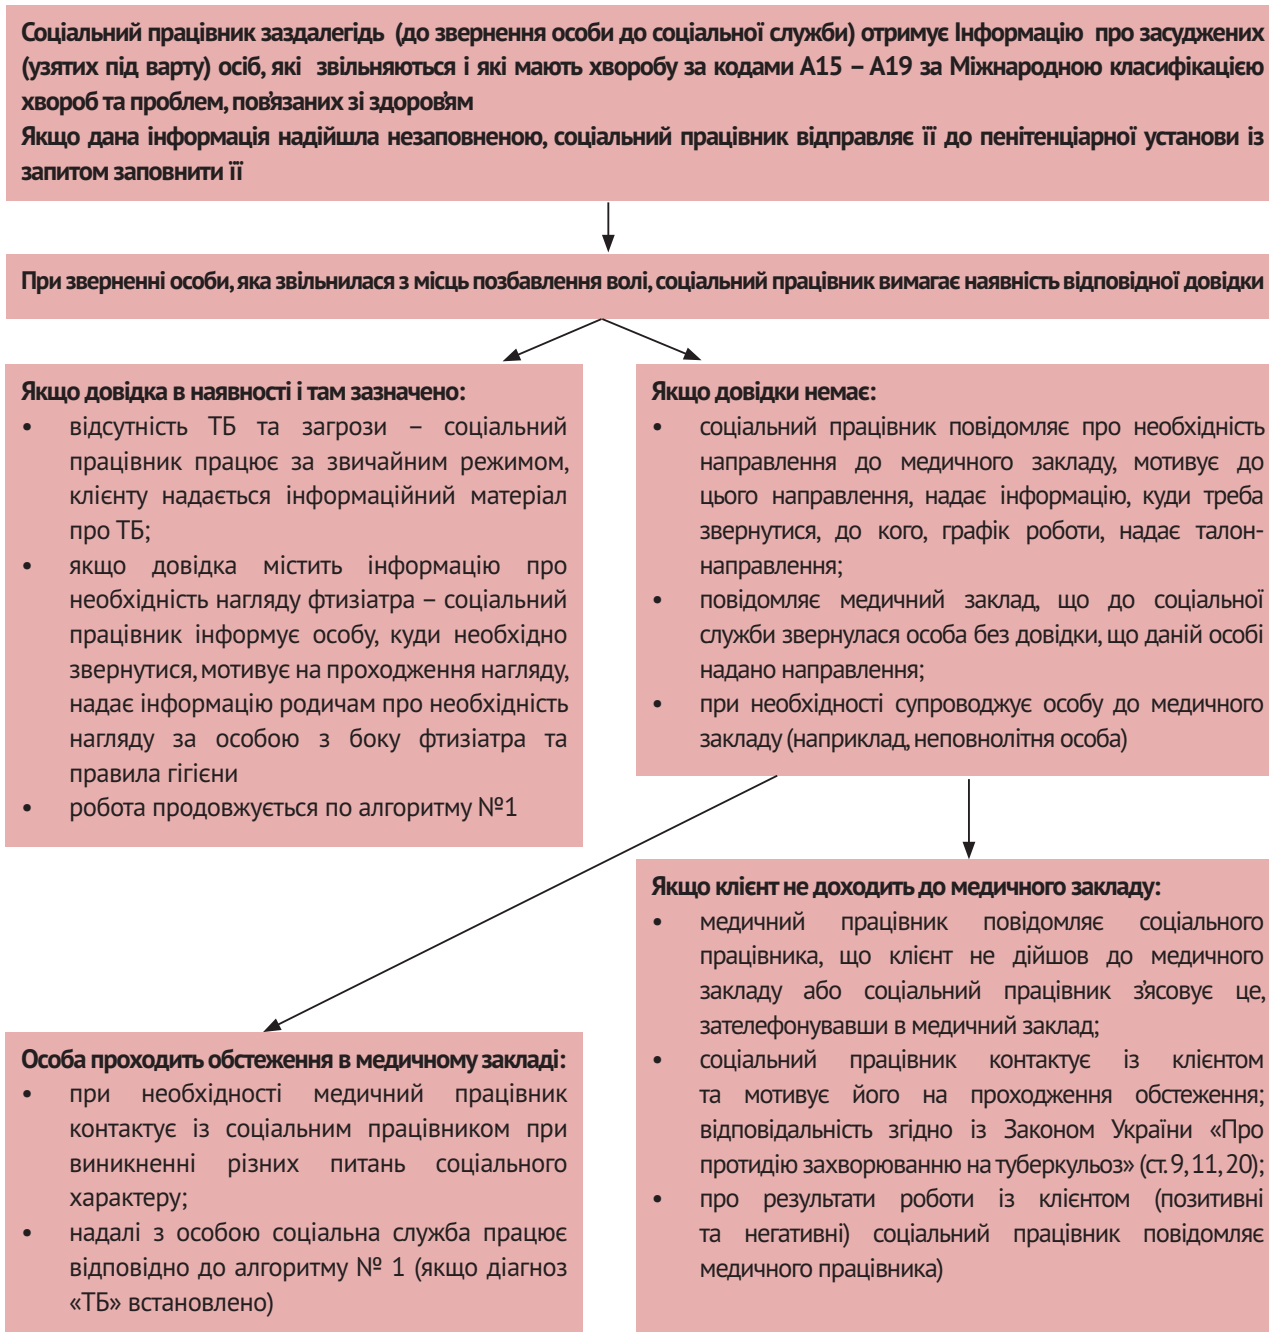 Соціальний працівник заздалегідь (до звернення особи до соціальної служби) отримує Інформацію про засуджених
(узятих під варту) осіб, які звільняються і які мають хворобу за кодами А15 – А19 за Міжнародною класифікацією
хвороб та проблем, пов'язаних зі здоров'ям
Якщо дана інформація надійшла незаповненою, соціальний працівник відправляє її до пенітенціарної установи із
запитом заповнити її
При зверненні особи, яка звільнилася з місць позбавлення волі, соціальний працівник вимагає наявність відповідної довідки
Якщо довідка в наявності і там зазначено:
• відсутність ТБ та загрози – соціальний
працівник працює за звичайним режимом,
клієнту надається інформаційний матеріал
про ТБ;
• якщо довідка містить інформацію про
необхідність нагляду фтизіатра – соціальний
працівник інформує особу, куди необхідно
звернутися, мотивує на проходження нагляду,
надає інформацію родичам про необхідність
нагляду за особою з боку фтизіатра та
правила гігієни
• робота продовжується по алгоритму №1
Якщо довідки немає:
• соціальний працівник повідомляє про необхідність
направлення до медичного закладу, мотивує до
цього направлення, надає інформацію, куди треба
звернутися, до кого, графік роботи, надає талон-
направлення;
• повідомляє медичний заклад, що до соціальної
служби звернулася особа без довідки, що даній особі
надано направлення;
• при необхідності супроводжує особу до медичного
закладу (наприклад, неповнолітня особа)
Якщо клієнт не доходить до медичного закладу:
• медичний працівник повідомляє соціального
працівника, що клієнт не дійшов до медичного
закладу або соціальний працівник з'ясовує це,
зателефонувавши в медичний заклад;
• соціальний працівник контактує із клієнтом
та мотивує його на проходження обстеження;
відповідальність згідно із Законом України «Про
протидію захворюванню на туберкульоз» (ст. 9, 11, 20);
• про результати роботи із клієнтом (позитивні
та негативні) соціальний працівник повідомляє
медичного працівника)
Особа проходить обстеження в медичному закладі:
• при необхідності медичний працівник
контактує із соціальним працівником при
виникненні різних питань соціального
характеру;
• надалі з особою соціальна служба працює
відповідно до алгоритму № 1 (якщо діагноз
«ТБ» встановлено)